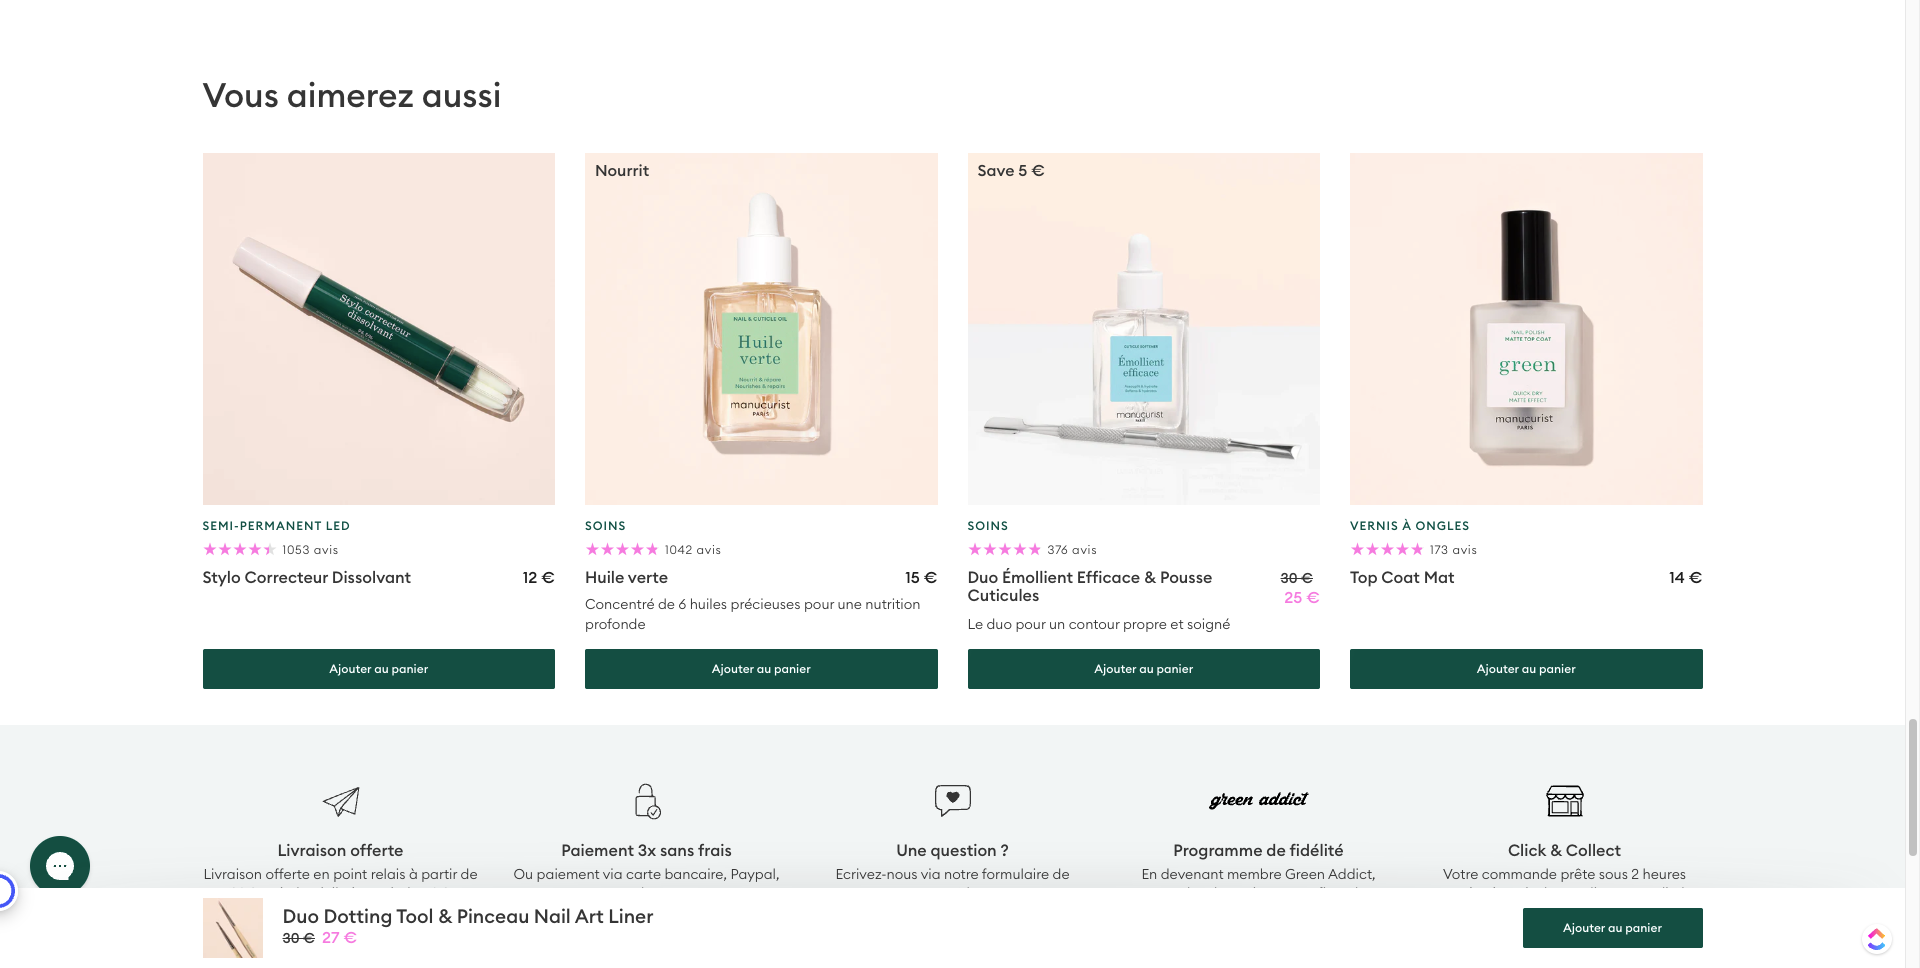 Vous aimerez aussi
Stylo correcteur
dissolvant
Nourrit
NAIL & CUTICLE OIL
Huile
verte
Nourrit & répare
Nourishes & repairs
manucurist
PARIS
Save 5 €
CUTICLE SOFTENER
Émollient
efficace
manucurist
PARIS
NAIL POLISH
MATTE TOP COAT
green
QUICK DRY
MATTE EFFECT
manucurist
PARIS
SEMI-PERMANENT LED
1053 avis
Stylo Correcteur Dissolvant
12 €
Ajouter au panier
SOINS
1042 avis
Huile verte
15 €
Concentré de 6 huiles précieuses pour une nutrition
profonde
Ajouter au panier
SOINS
376 avis
Duo Émollient Efficace & Pousse
Cuticules
30 €
25 €
Le duo pour un contour propre et soigné
Ajouter au panier
VERNIS À ONGLES
173 avis
Top Coat Mat
14 €
Ajouter au panier
Livraison offerte
Livraison offerte en point relais à partir de
Paiement 3x sans frais
Ou paiement via carte bancaire, Paypal,
Une question ?
Ecrivez-nous via notre formulaire de
green addict
Programme de fidélité
En devenant membre Green Addict,
Click & Collect
Votre commande prête sous 2 heures
Duo Dotting Tool & Pinceau Nail Art Liner
30 € 27 €
Ajouter au panier